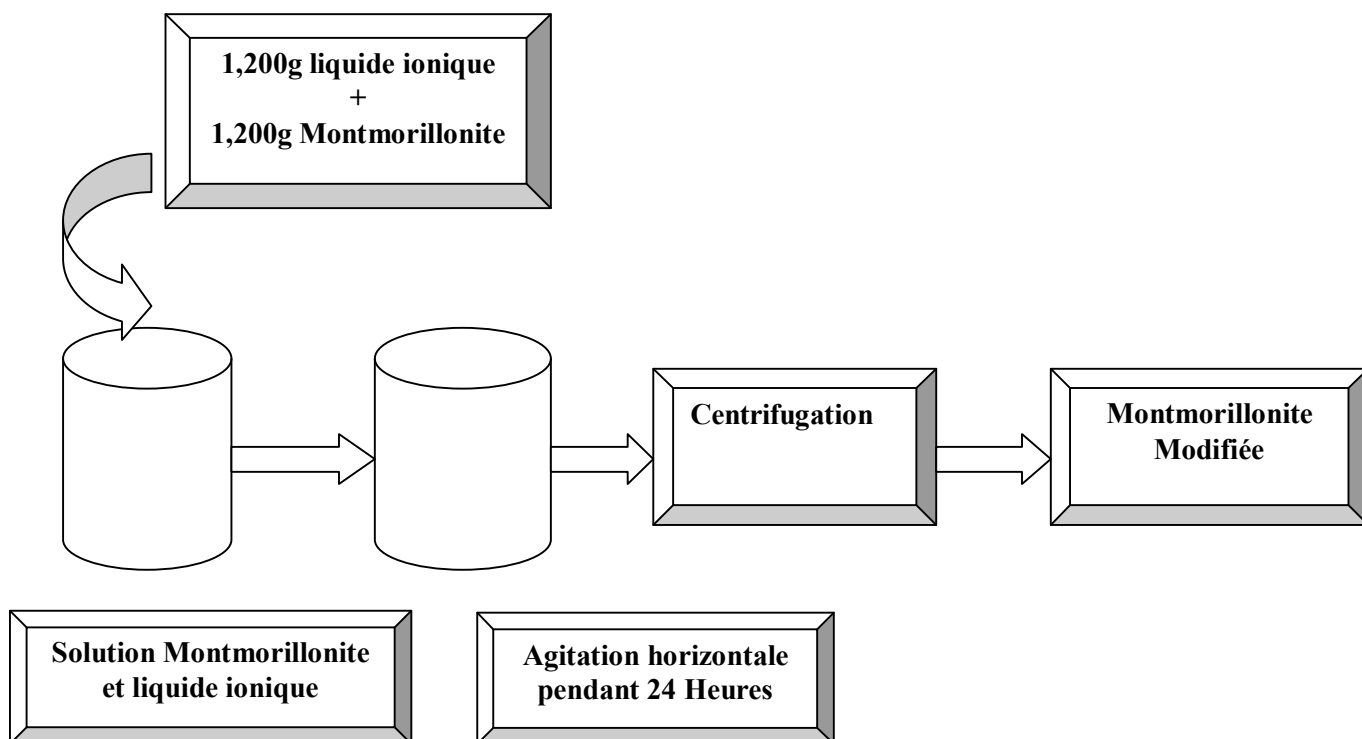 1,200g liquide ionique
+
1,200g Montmorillonite
Centrifugation
Montmorillonite
Modifiée
Solution Montmorillonite
et liquide ionique
Agitation horizontale
pendant 24 Heures